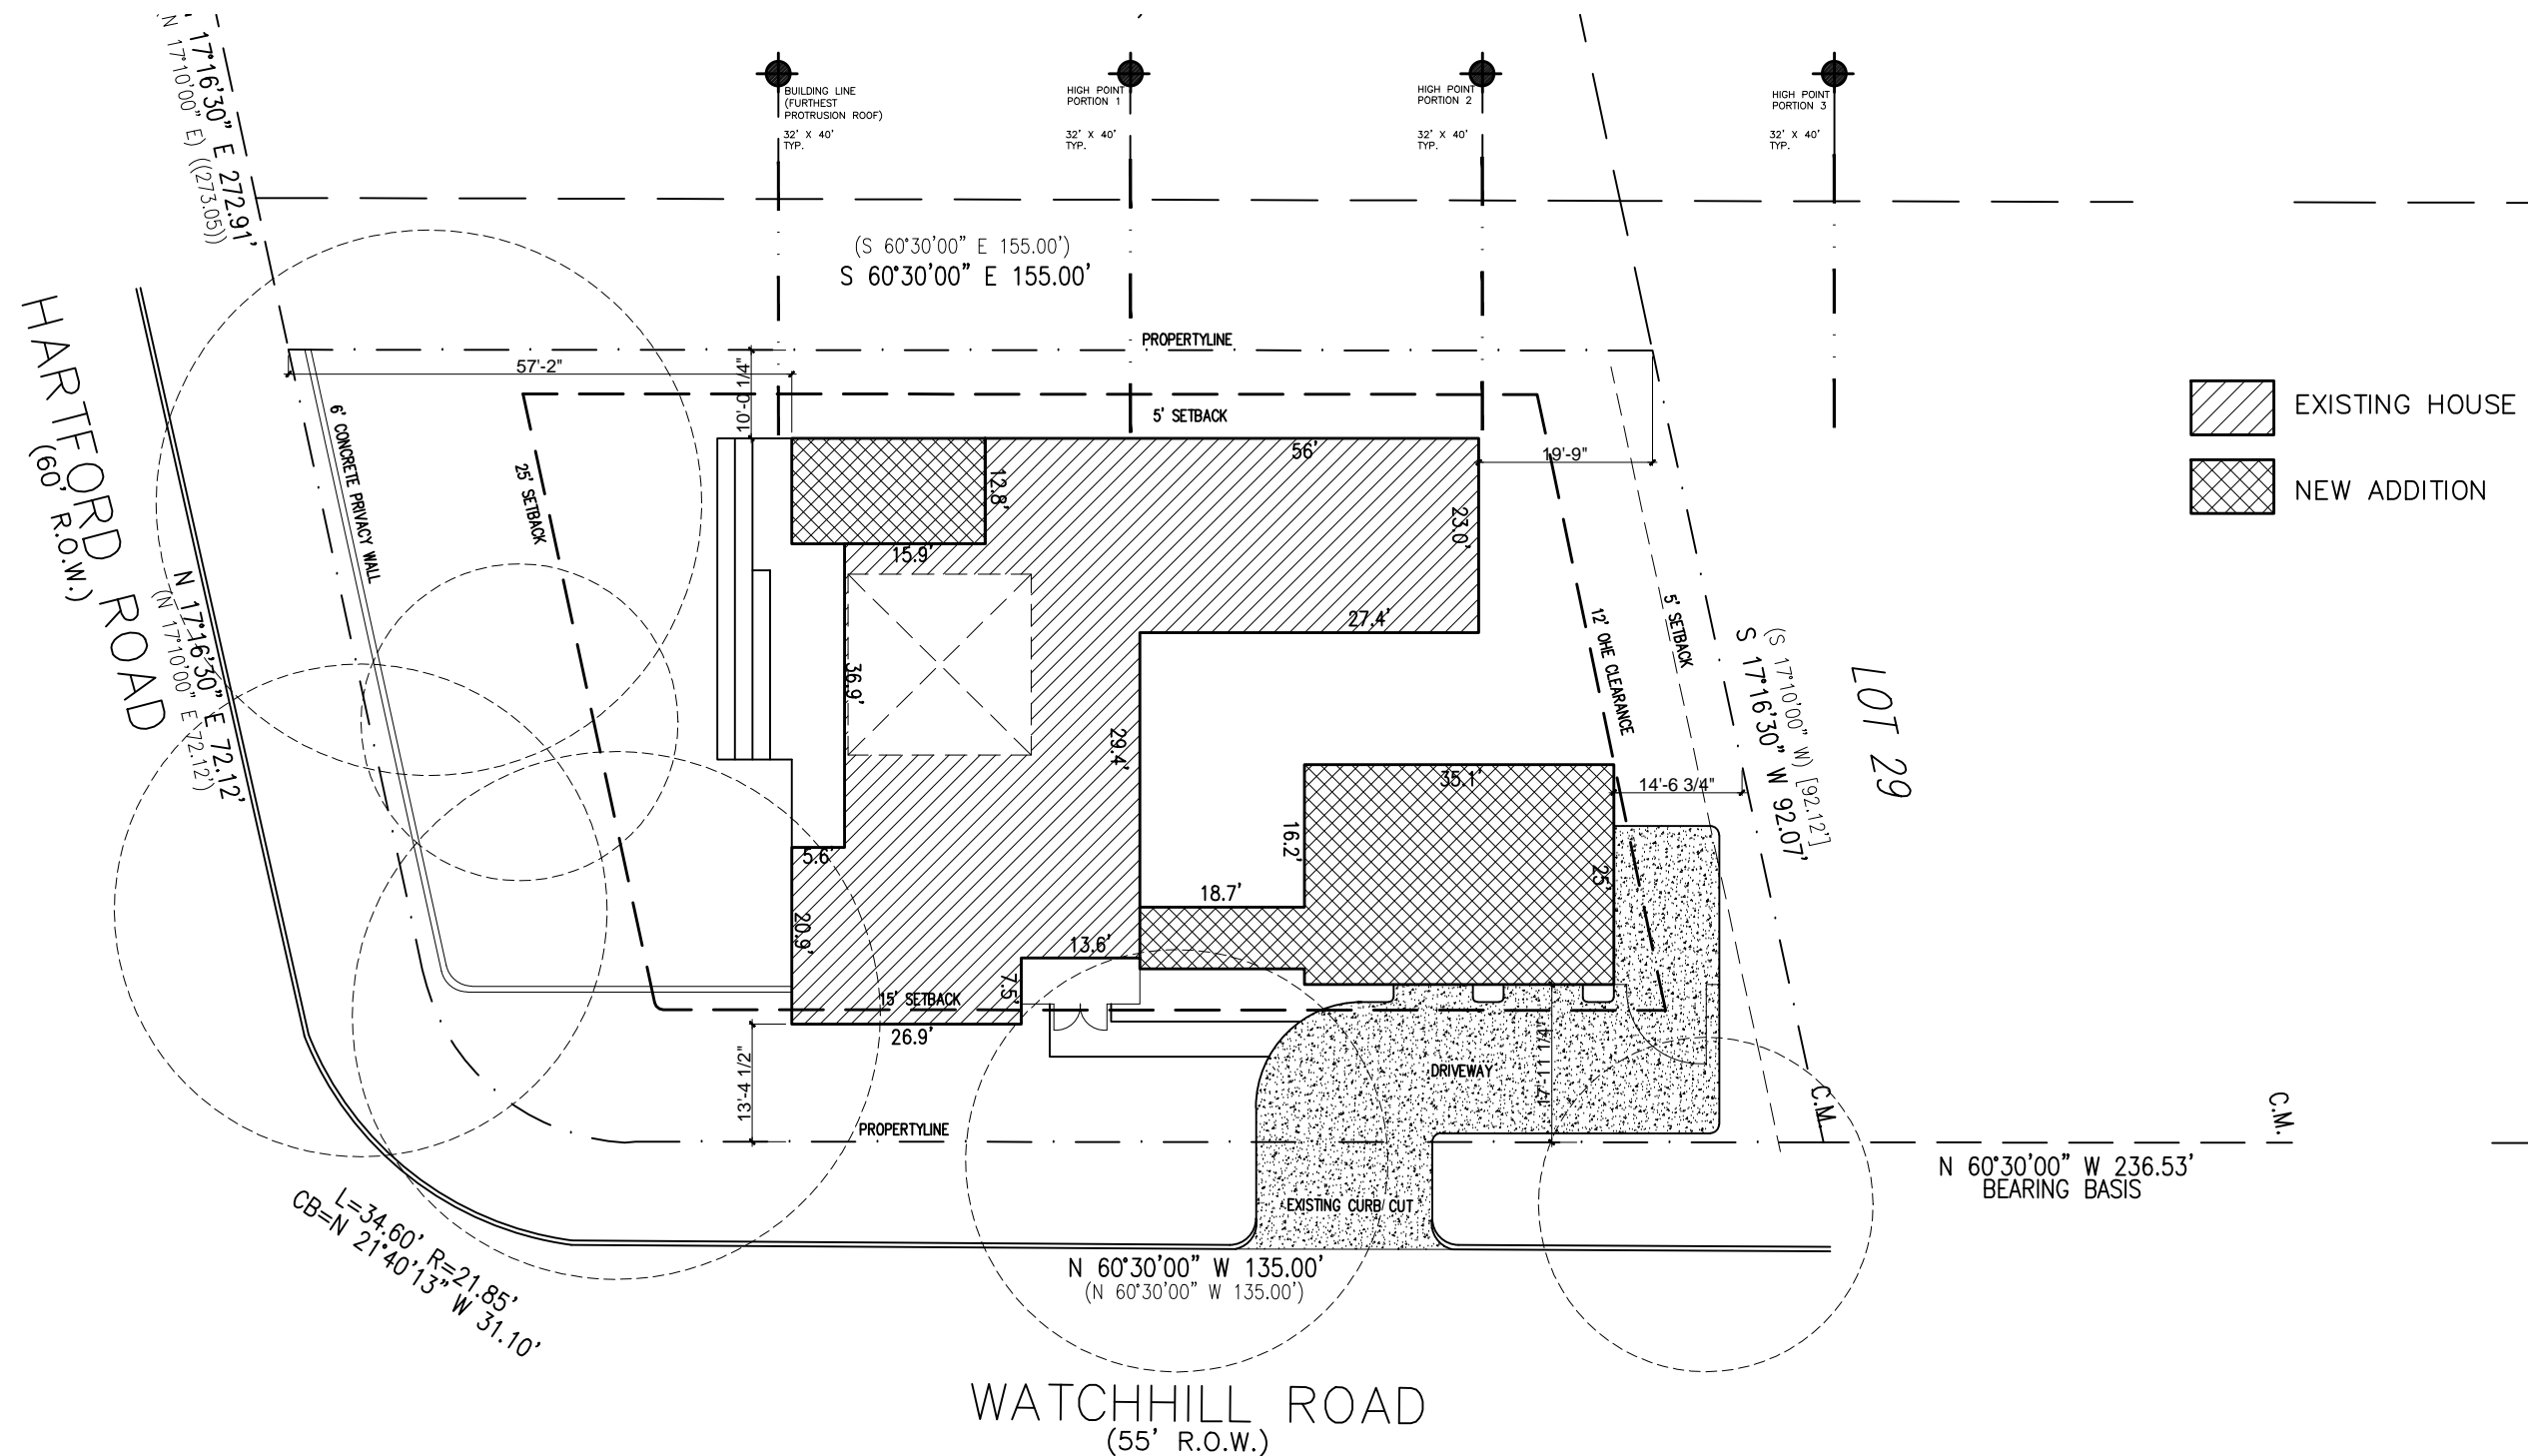 17°16'30" E 272.91'
N 17°10'00" E) ((273.05))
BUILDING LINE
(FURTHEST
PROTRUSION ROOF)
32' X 40'
TYP.
HIGH POINT
PORTION 1
32' X 40'
TYP.
HIGH POINT
PORTION 2
32' X 40'
TYP.
HIGH POINT
PORTION 3
32' X 40'
TYP.
(S 60°30'00" E 155.00')
S 60°30'00" E 155.00'
PROPERTYLINE
57'-2"
10'-0 1/4"
5' SETBACK
HARTFORD ROAD
(60' R.O.W.)
6' CONCRETE PRIVACY WALL
25' SETBACK
N 17°16'30" E 72.12'
(N 17°10'00" E 72.12')
56'
19'-9"
12.8'
15.9'
23.0'
27.4'
36.9'
29.4'
12' OHE CLEARANCE
5' SETBACK
(S 17°10'00" W) [92.12']
S 17°16'30" W 92.07'
LOT 29
EXISTING HOUSE
NEW ADDITION
35.1'
14'-6 3/4"
16.2'
25'
18.7'
5.6'
20.9'
13.6'
7.5'
15' SETBACK
26.9'
13'-4 1/2"
17'-11 1/4"
DRIVEWAY
PROPERTYLINE
EXISTING CURB CUT
C.M.
C.M.
N 60°30'00" W 236.53'
BEARING BASIS
L=34.60' R=21.85'
CB=N 21°40'13" W 31.10'
N 60°30'00" W 135.00'
(N 60°30'00" W 135.00')
WATCHHILL ROAD
(55' R.O.W.)